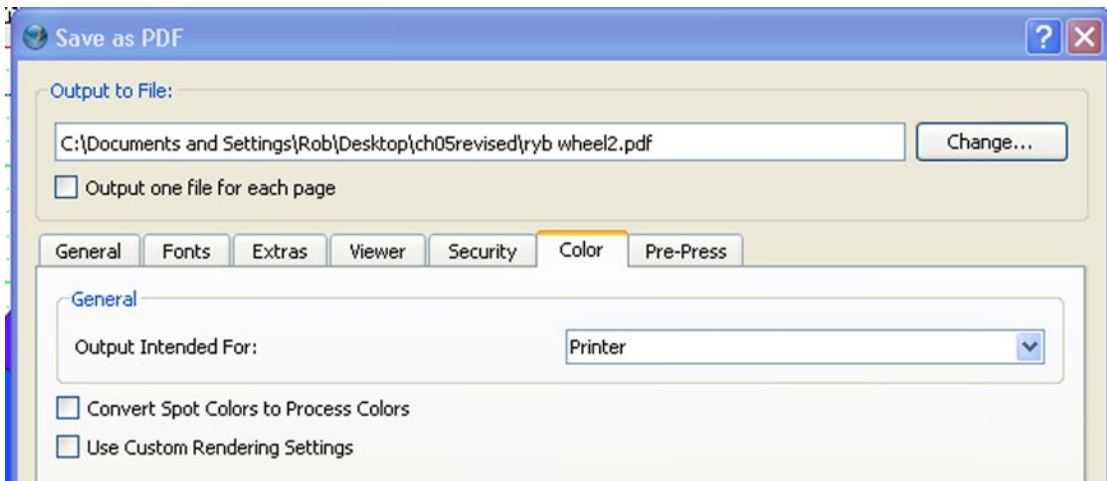 Save as PDF
Output to File:
C:\Documents and Settings\Rob\Desktop\ch05revised\ryb wheel2.pdf
Change...
Output one file for each page
General Fonts Extras Viewer Security Color Pre-Press
General
Output Intended For: Printer
Convert Spot Colors to Process Colors
Use Custom Rendering Settings